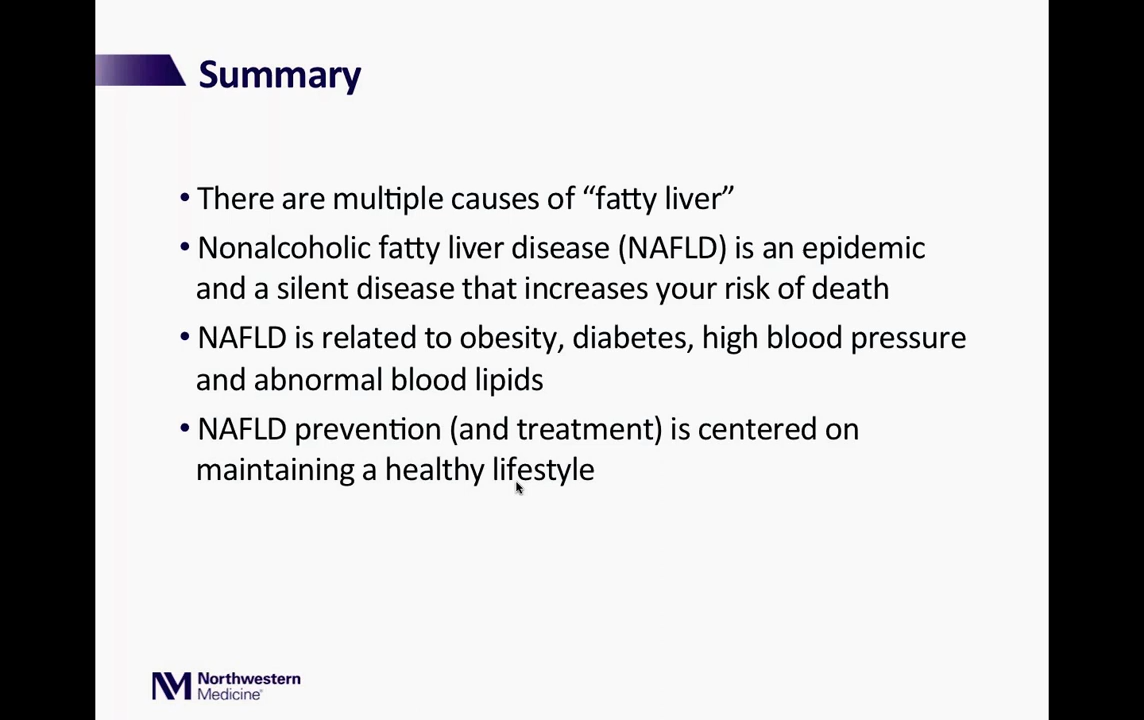 Summary
• There are multiple causes of “fatty liver”
• Nonalcoholic fatty liver disease (NAFLD) is an epidemic
and a silent disease that increases your risk of death
• NAFLD is related to obesity, diabetes, high blood pressure
and abnormal blood lipids
• NAFLD prevention (and treatment) is centered on
maintaining a healthy lifestyle
NM Northwestern
Medicine®